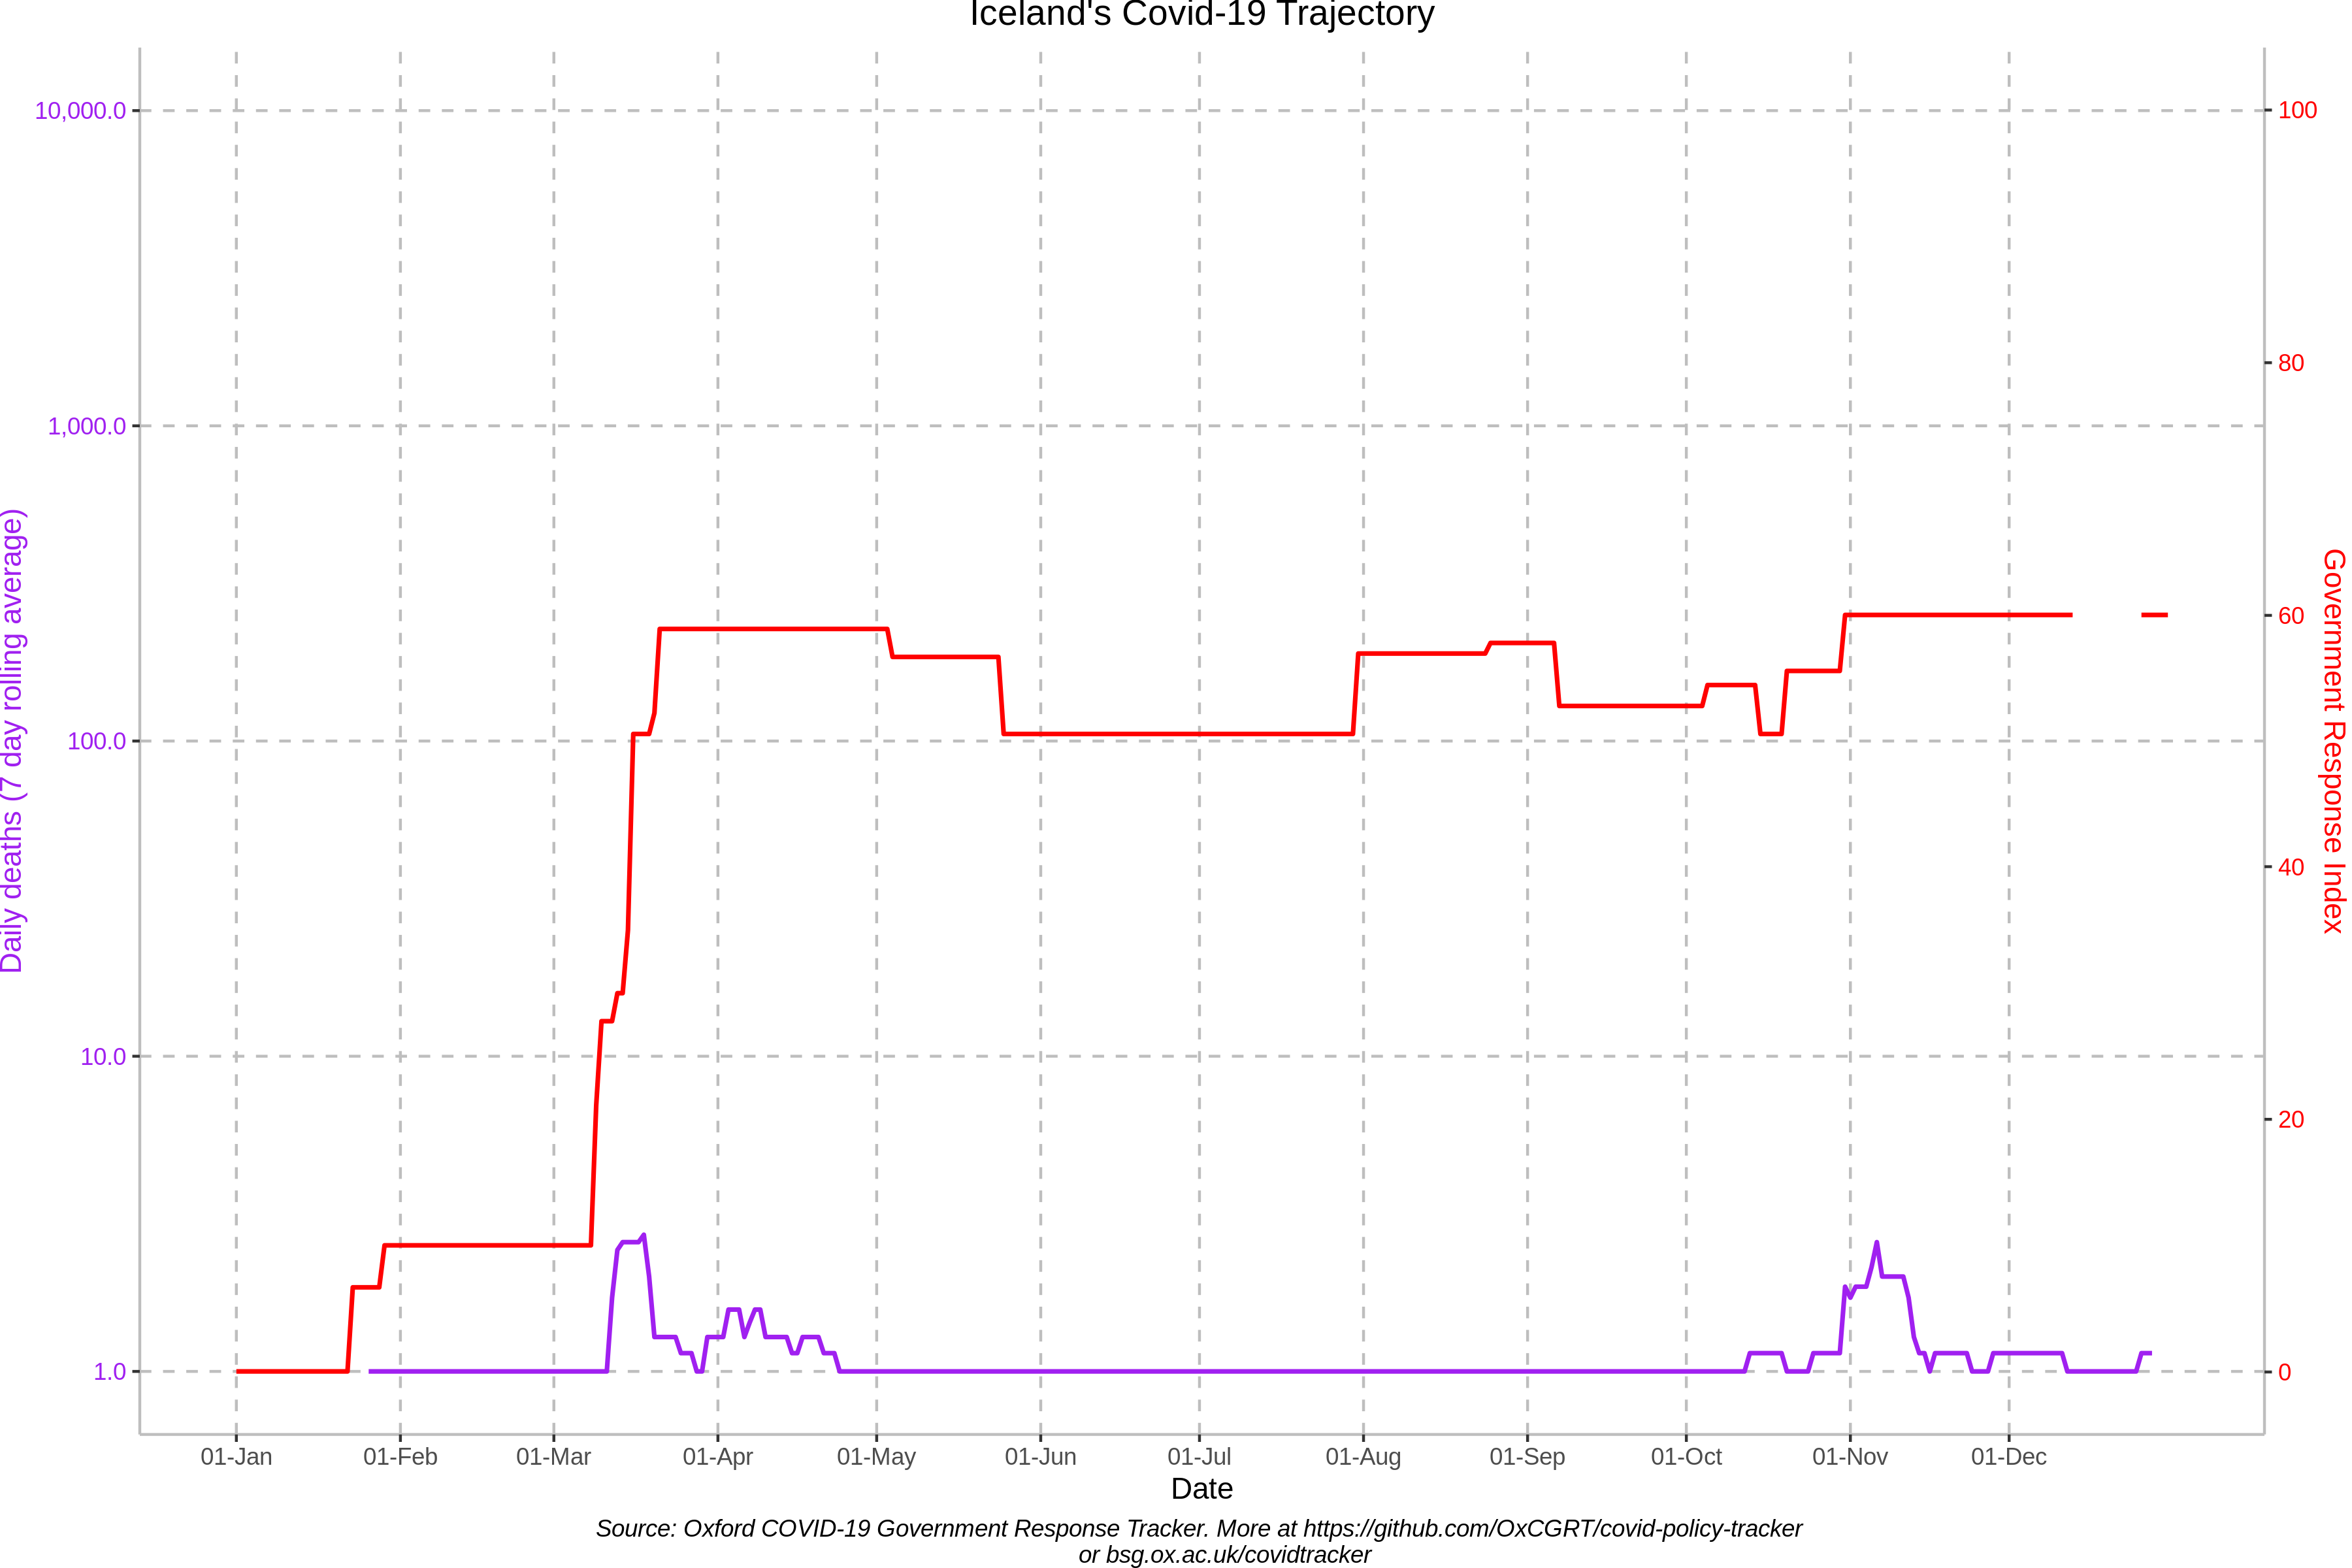 Iceland's Covid-19 Trajectory
10,000.0
1,000.0
100.0
10.0
1.0
Daily deaths (7 day rolling average)
100
80
60
40
20
0
Government Response Index
01-Jan
01-Feb
01-Mar
01-Apr
01-May
01-Jun
01-Jul
01-Aug
01-Sep
01-Oct
01-Nov
01-Dec
Date
Source: Oxford COVID-19 Government Response Tracker. More at https://github.com/OxCGRT/covid-policy-tracker
or bsg.ox.ac.uk/covidtracker